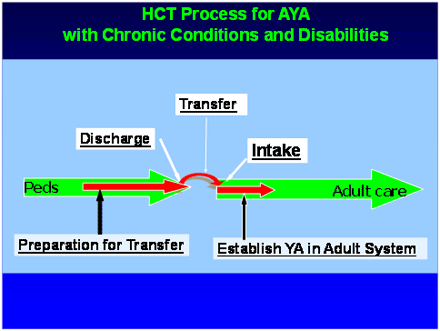 HCT Process for AYA
with Chronic Conditions and Disabilities
Transfer
Discharge
Intake
Peds
Adult care
Preparation for Transfer
Establish YA in Adult System